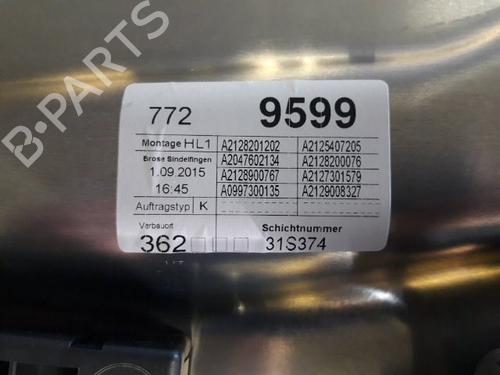 B-PARTS
772 9599
Montage HL1 A2128201202 A2125407205
Brose Sindelfingen A2047602134 A2128200076
1.09.2015 A2128900767 A2127301579
16:45 A0997300135 A2129008327
Auftragstyp K
Verbauort Schichtnummer
362□□□ 31S374